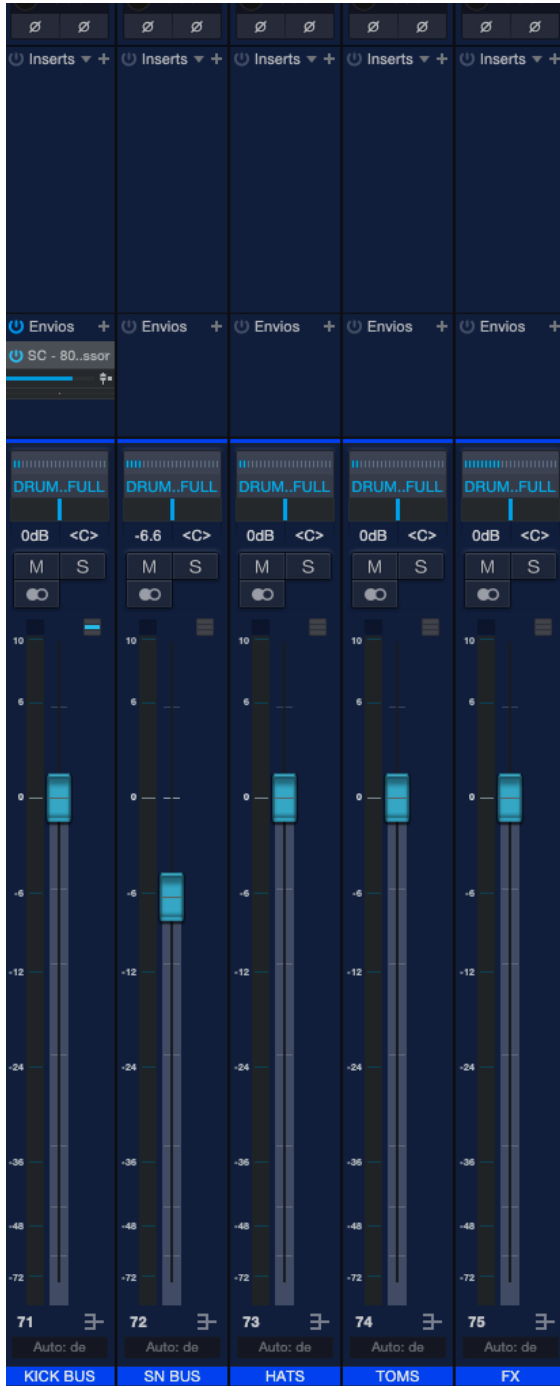 Ø Ø Ø Ø Ø Ø Ø Ø Ø Ø
Inserts + Inserts + Inserts + Inserts + Inserts +
Envios + Envios + Envios + Envios + Envios +
SC - 80..ssor
DRUM..FULL DRUM..FULL DRUM..FULL DRUM..FULL DRUM..FULL
0dB <C> -6.6 <C> 0dB <C> 0dB <C> 0dB <C>
M S M S M S M S M S
10 10 10 10 10
6 6 6 6 6
0 0 0 0 0
-6 -6 -6 -6 -6
-12 -12 -12 -12 -12
-24 -24 -24 -24 -24
-36 -36 -36 -36 -36
-48 -48 -48 -48 -48
-72 -72 -72 -72 -72
71 72 73 74 75
Auto: de Auto: de Auto: de Auto: de Auto: de
KICK BUS SN BUS HATS TOMS FX